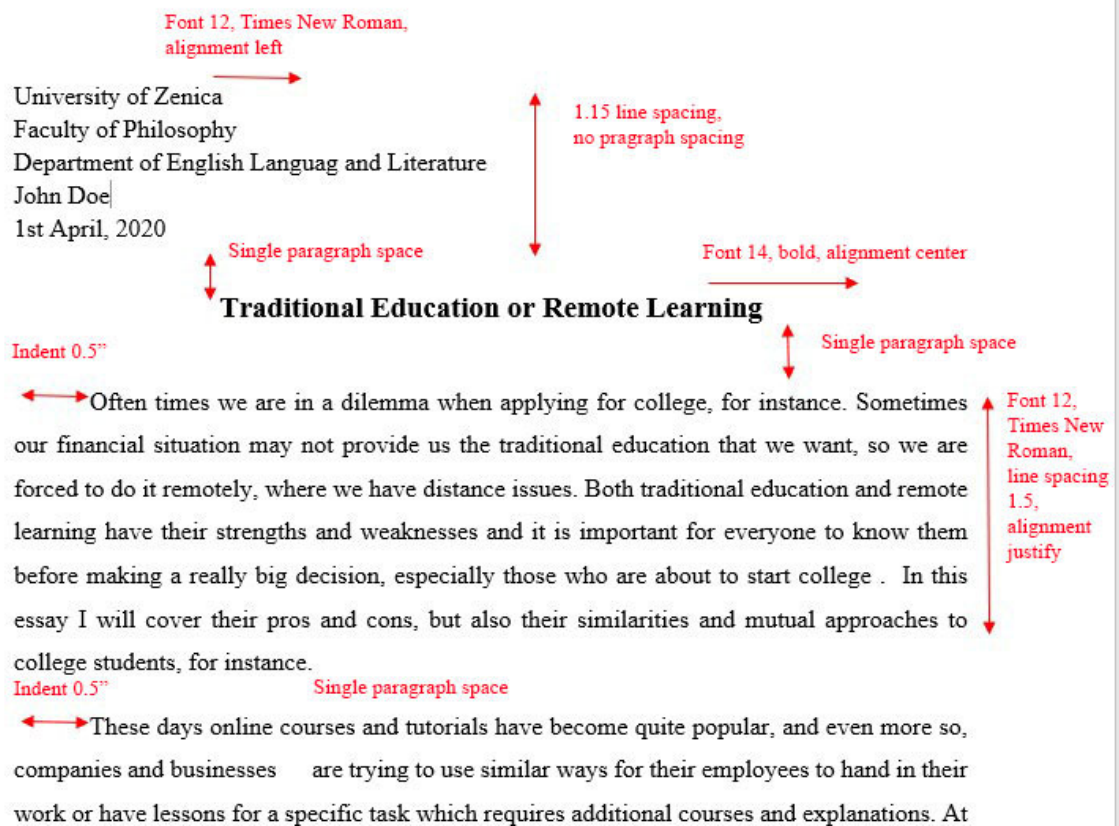 Font 12, Times New Roman,
alignment left
University of Zenica
Faculty of Philosophy
Department of English Languag and Literature
John Doe
1st April, 2020
1.15 line spacing,
no pragraph spacing
Single paragraph space
Font 14, bold, alignment center
Traditional Education or Remote Learning
Single paragraph space
Indent 0.5”
Often times we are in a dilemma when applying for college, for instance. Sometimes
our financial situation may not provide us the traditional education that we want, so we are
forced to do it remotely, where we have distance issues. Both traditional education and remote
learning have their strengths and weaknesses and it is important for everyone to know them
before making a really big decision, especially those who are about to start college . In this
essay I will cover their pros and cons, but also their similarities and mutual approaches to
college students, for instance.
Font 12,
Times New
Roman,
line spacing
1.5,
alignment
justify
Indent 0.5”
Single paragraph space
These days online courses and tutorials have become quite popular, and even more so,
companies and businesses are trying to use similar ways for their employees to hand in their
work or have lessons for a specific task which requires additional courses and explanations. At